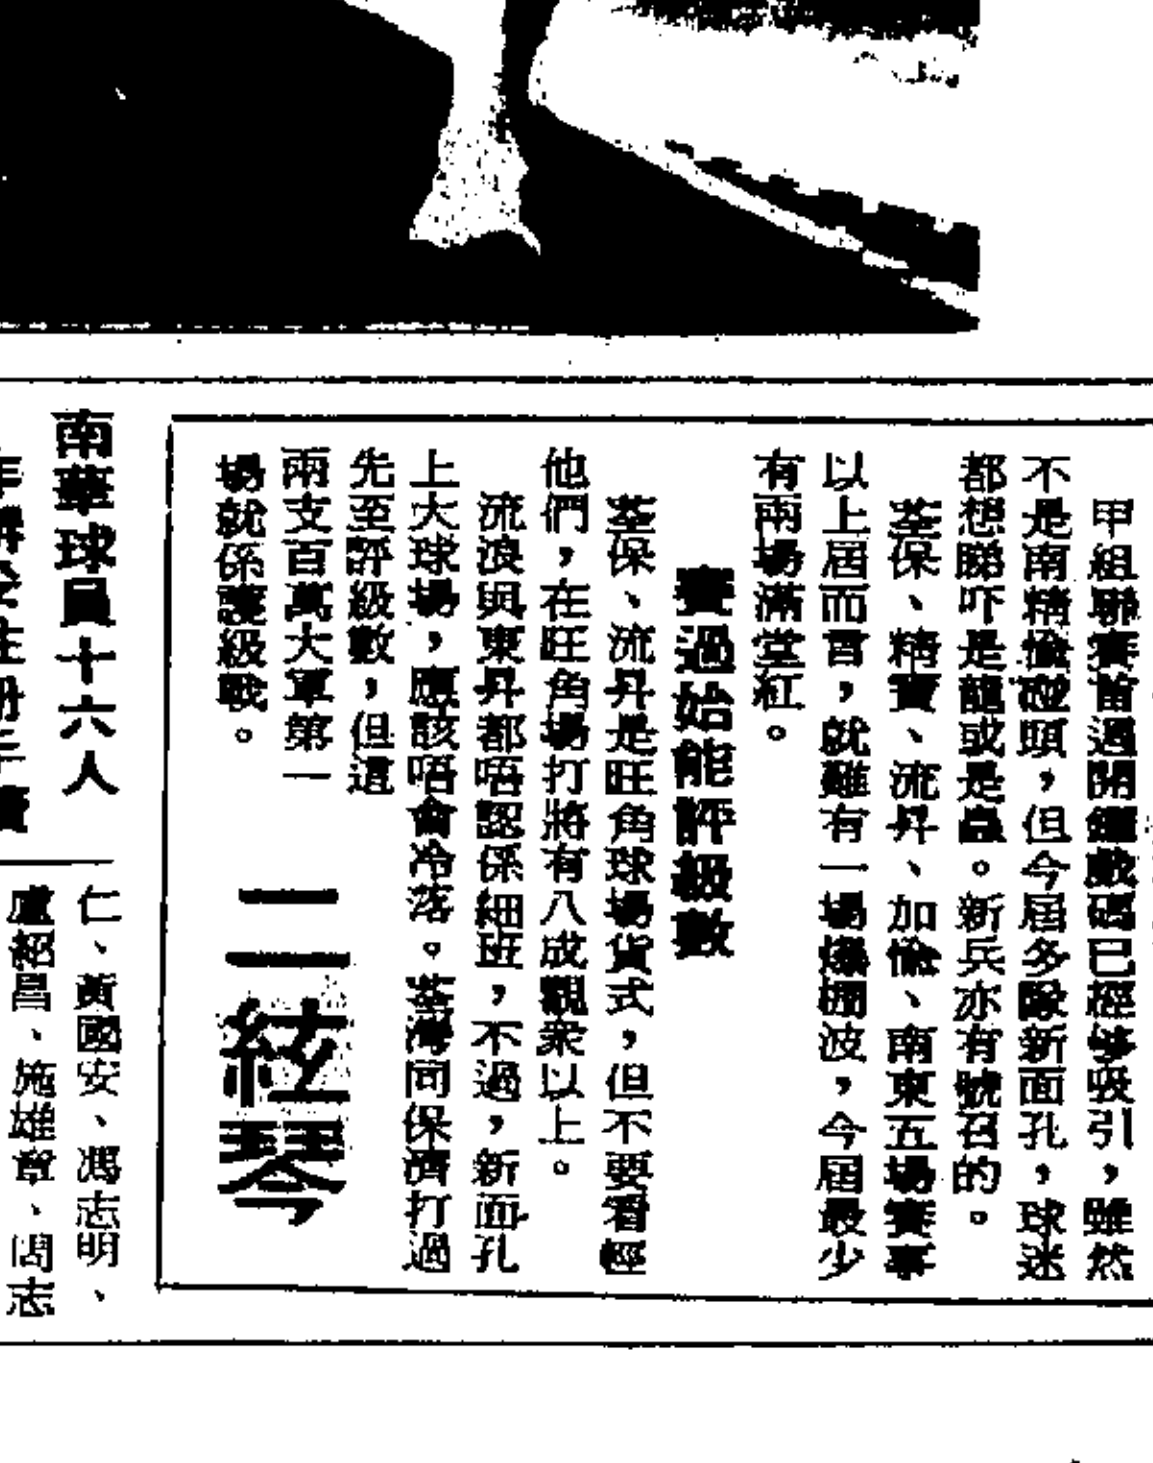 甲組聯賽首週開鑼戲碼已經够吸引，雖然
不是南精愉碰頭，但今屆多隊新面孔，球迷
都想睇吓是龍或是蟲。新兵亦有號召的。
荃保、精寶、流昇、加愉、南東五場賽事
以上屆而言，就難有一場爆棚波，今屆最少
有兩場滿堂紅。
賽過始能評級數
荃保、流昇是旺角球場貨式，但不要看輕
他們，在旺角場打將有八成觀衆以上。
流浪與東昇都唔認係細班，不過，新面孔
上大球場，應該唔會冷落。荃灣同保濟打過
先至評級數，但這
兩支百萬大軍第一
場就係護級戰。
二絃琴
南華球員十六人
仁、黃國安、馮志明、
盧紹昌、施雄章、周志